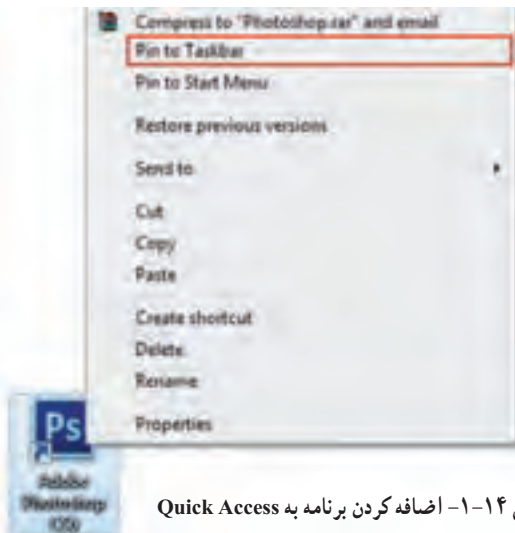 Compress to "Photoshop.rar" and email
Pin to Taskbar
Pin to Start Menu
Restore previous versions
Send to
Cut
Copy
Paste
Create shortcut
Delete
Rename
Properties
Ps
Adobe
Photoshop
۱۴-۱- اضافه کردن برنامه به Quick Access